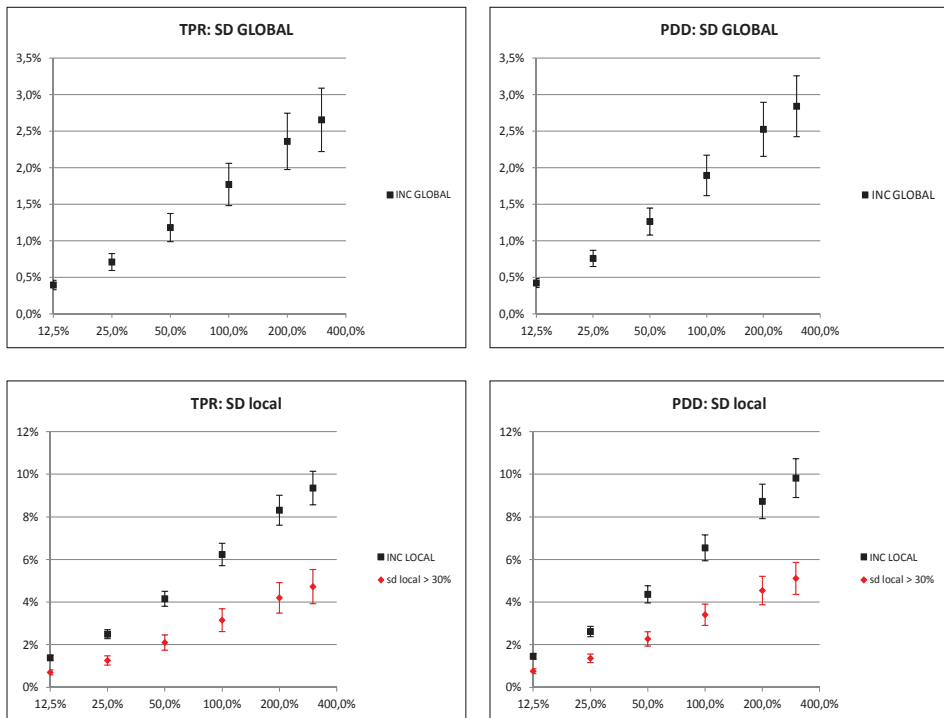 TPR: SD GLOBAL
3,5%
3,0%
2,5%
2,0%
1,5%
1,0%
0,5%
0,0%
12,5% 25,0% 50,0% 100,0% 200,0% 400,0%
INC GLOBAL
PDD: SD GLOBAL
3,5%
3,0%
2,5%
2,0%
1,5%
1,0%
0,5%
0,0%
12,5% 25,0% 50,0% 100,0% 200,0% 400,0%
INC GLOBAL
TPR: SD local
12%
10%
8%
6%
4%
2%
0%
12,5% 25,0% 50,0% 100,0% 200,0% 400,0%
INC LOCAL
sd local > 30%
PDD: SD local
12%
10%
8%
6%
4%
2%
0%
12,5% 25,0% 50,0% 100,0% 200,0% 400,0%
INC LOCAL
sd local > 30%